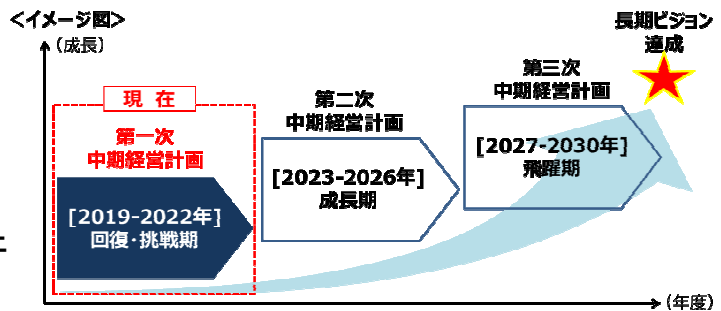 ＜イメージ図＞
（成長）
現 在
第一次
中期経営計画
[2019-2022年]
回復・挑戦期
第二次
中期経営計画
[2023-2026年]
成長期
第三次
中期経営計画
[2027-2030年]
飛躍期
長期ビジョン
達成
（年度）